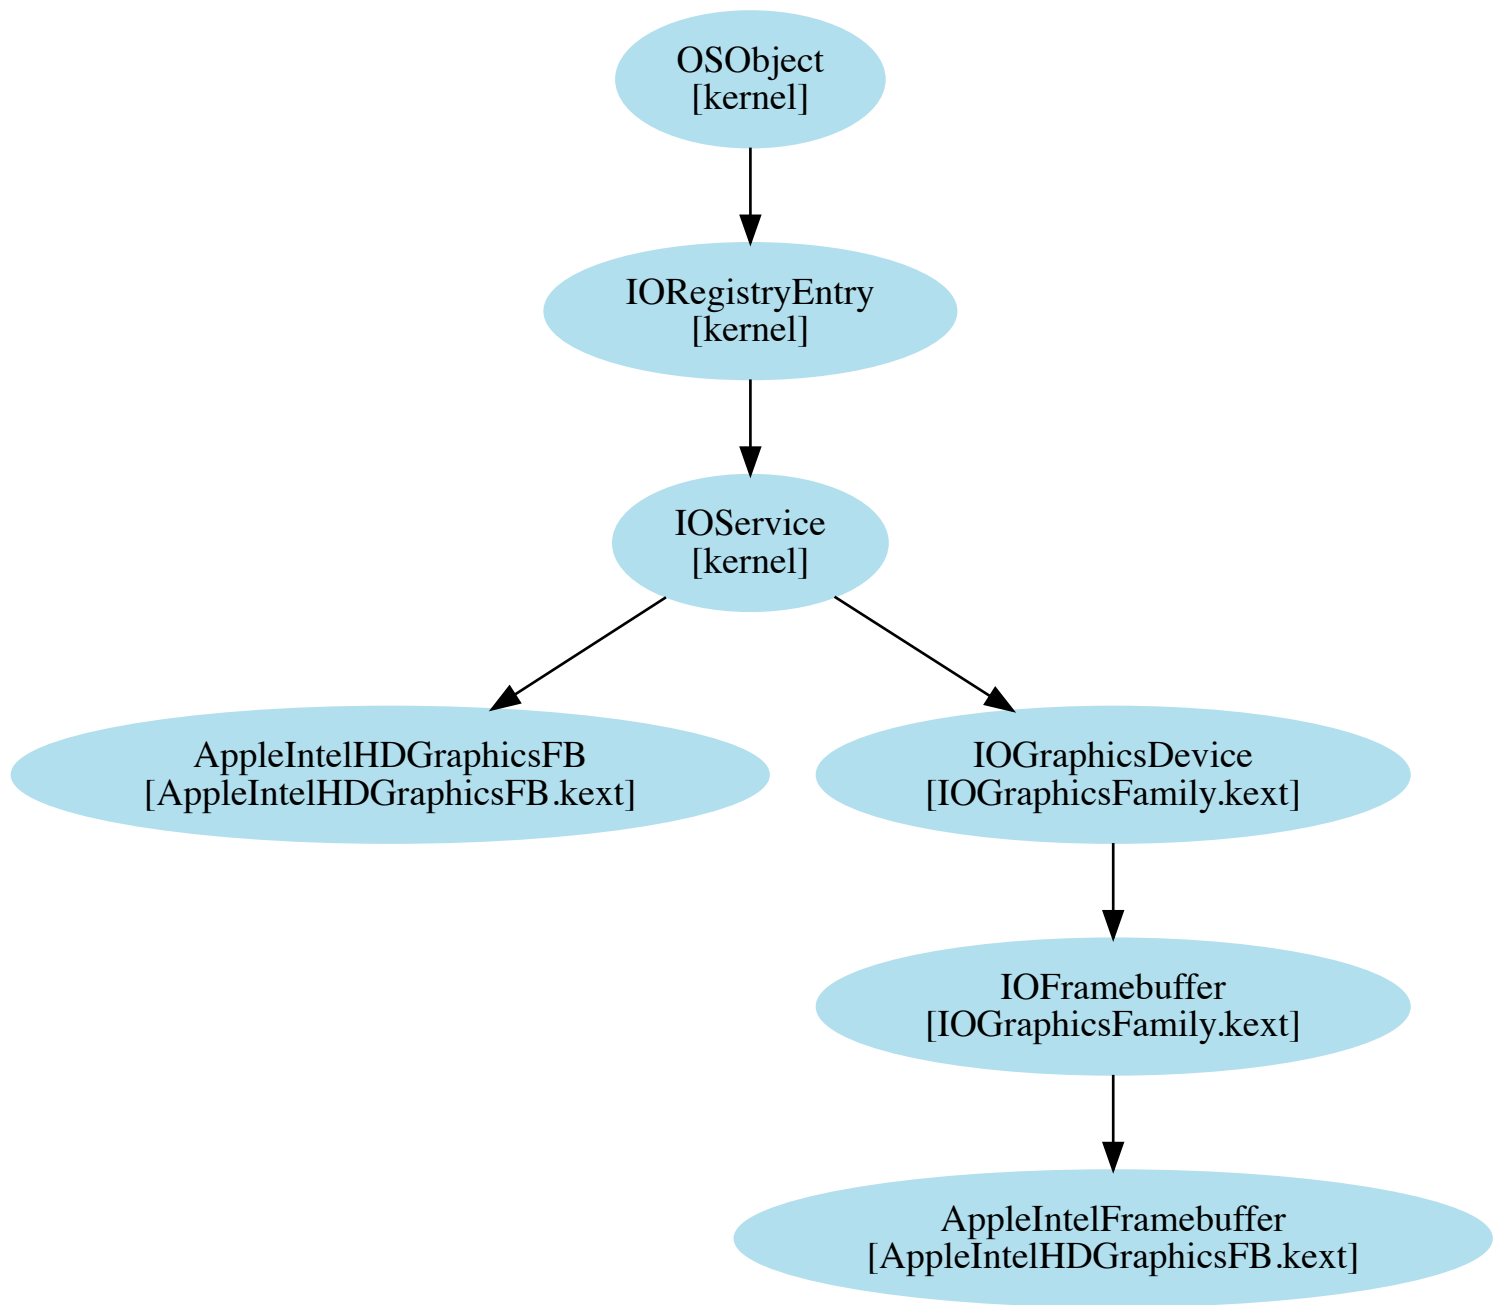 OSObject
[kernel]
IORegistryEntry
[kernel]
IOService
[kernel]
AppleIntelHDGraphicsFB
[AppleIntelHDGraphicsFB.kext]
IOGraphicsDevice
[IOGraphicsFamily.kext]
IOFramebuffer
[IOGraphicsFamily.kext]
AppleIntelFramebuffer
[AppleIntelHDGraphicsFB.kext]